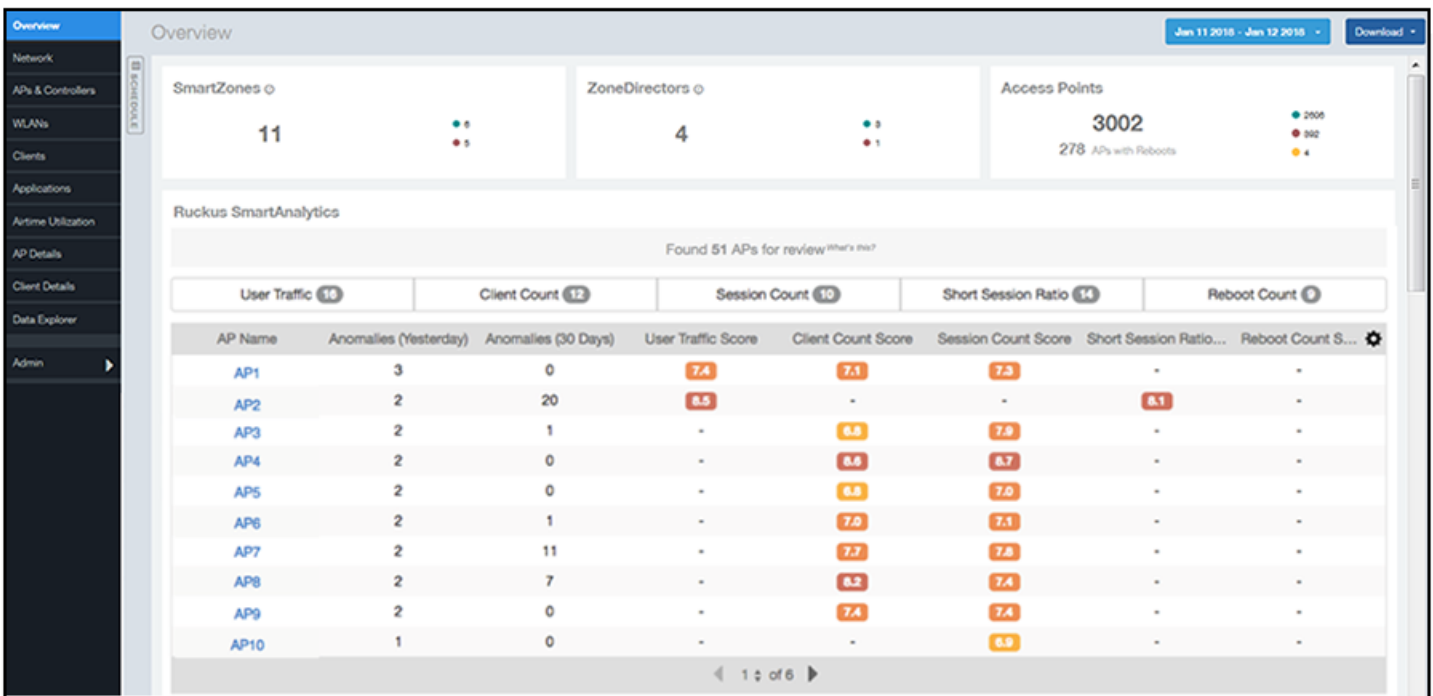 Overview
Network
APs & Controllers
WLANs
Clients
Applications
Airtime Utilization
AP Details
Client Details
Data Explorer
Admin
SCHEDULE
Overview
Jan 11 2018 - Jan 12 2018
Download
SmartZones
11
6
5
ZoneDirectors
4
3
1
Access Points
3002
278 APs with Reboots
2606
392
4
Ruckus SmartAnalytics
Found 51 APs for review What's this?
User Traffic 16 Client Count 12 Session Count 10 Short Session Ratio 14 Reboot Count 9
AP Name Anomalies (Yesterday) Anomalies (30 Days) User Traffic Score Client Count Score Session Count Score Short Session Ratio... Reboot Count S...
AP1 3 0 7.4 7.1 7.3 - -
AP2 2 20 8.5 - - 8.1 -
AP3 2 1 - 6.8 7.9 - -
AP4 2 0 - 8.6 8.7 - -
AP5 2 0 - 6.8 7.0 - -
AP6 2 1 - 7.0 7.1 - -
AP7 2 11 - 7.7 7.8 - -
AP8 2 7 - 8.2 7.4 - -
AP9 2 0 - 7.4 7.4 - -
AP10 1 0 - - 6.9 - -
1 of 6